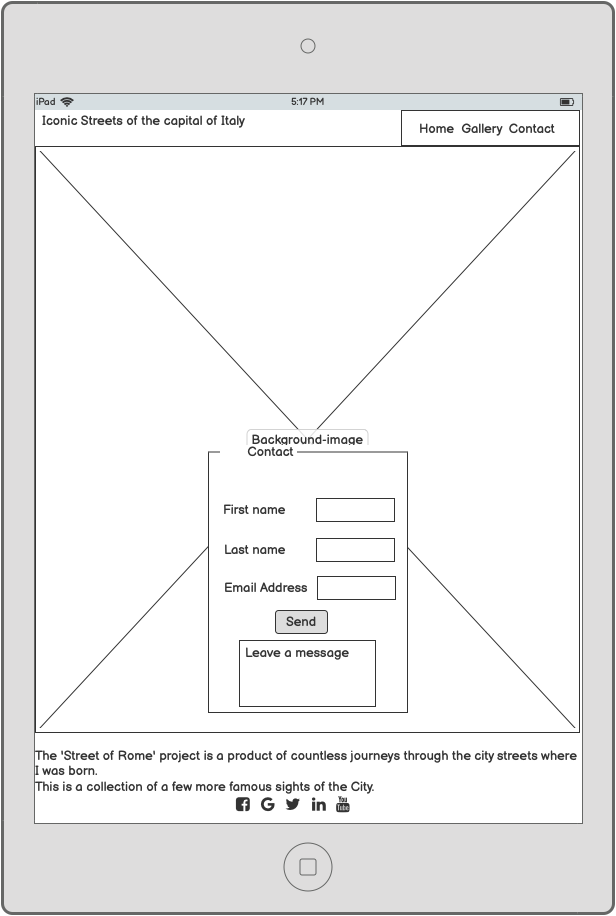 iPad 5:17 PM
Iconic Streets of the capital of Italy
Home Gallery Contact
Background-image
Contact
First name
Last name
Email Address
Send
Leave a message
The 'Street of Rome' project is a product of countless journeys through the city streets where
I was born.
This is a collection of a few more famous sights of the City.
You
Tube